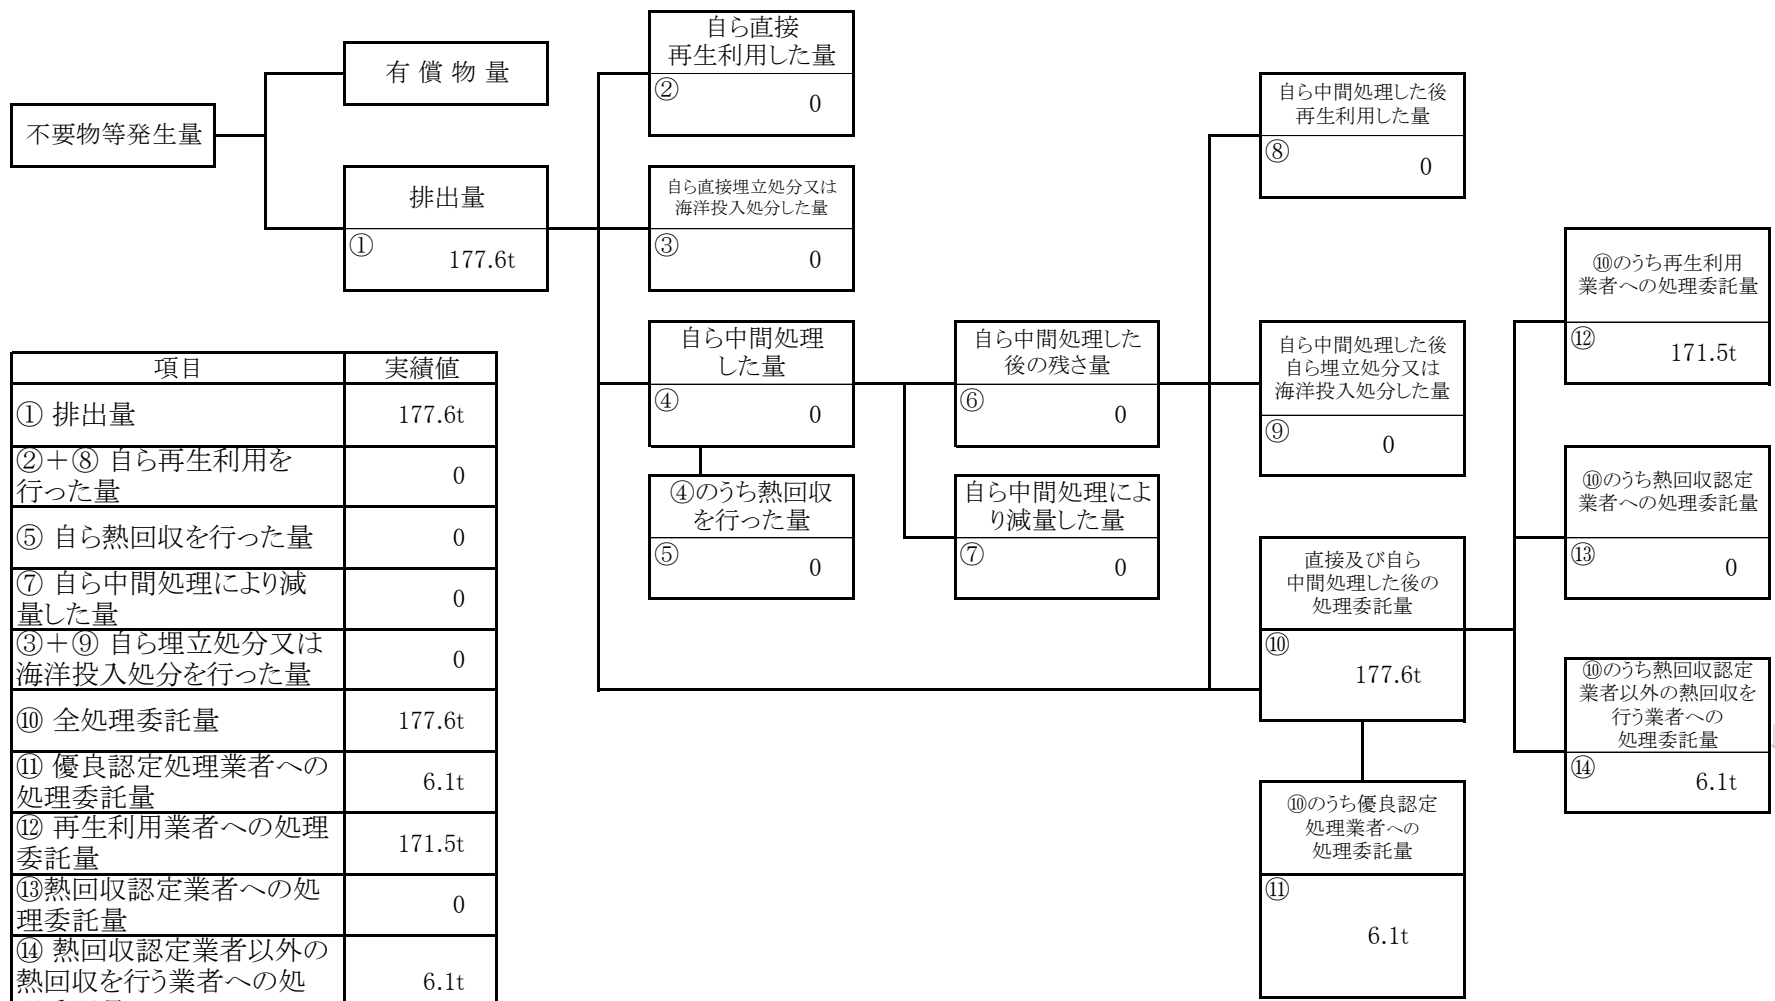 不要物等発生量
有 償 物 量
排出量
①
177.6t
自ら直接
再生利用した量
②
0
自ら直接埋立処分又は
海洋投入処分した量
③
0
自ら中間処理
した量
④
0
④のうち熱回収
を行った量
⑤
0
自ら中間処理した
後の残さ量
⑥
0
自ら中間処理によ
り減量した量
⑦
0
自ら中間処理した後
再生利用した量
⑧
0
自ら中間処理した後
自ら埋立処分又は
海洋投入処分した量
⑨
0
直接及び自ら
中間処理した後の
処理委託量
⑩
177.6t
⑩のうち優良認定
処理業者への
処理委託量
⑪
6.1t
⑩のうち再生利用
業者への処理委託量
⑫
171.5t
⑩のうち熱回収認定
業者への処理委託量
⑬
0
⑩のうち熱回収認定
業者以外の熱回収を
行う業者への
処理委託量
⑭
6.1t
項目 実績値
① 排出量 177.6t
②＋⑧ 自ら再生利用を
行った量
0
⑤ 自ら熱回収を行った量 0
⑦ 自ら中間処理により減
量した量
0
③＋⑨ 自ら埋立処分又は
海洋投入処分を行った量
0
⑩ 全処理委託量 177.6t
⑪ 優良認定処理業者への
処理委託量
6.1t
⑫ 再生利用業者への処理
委託量
171.5t
⑬熱回収認定業者への処
理委託量
0
⑭ 熱回収認定業者以外の
熱回収を行う業者への処
6.1t